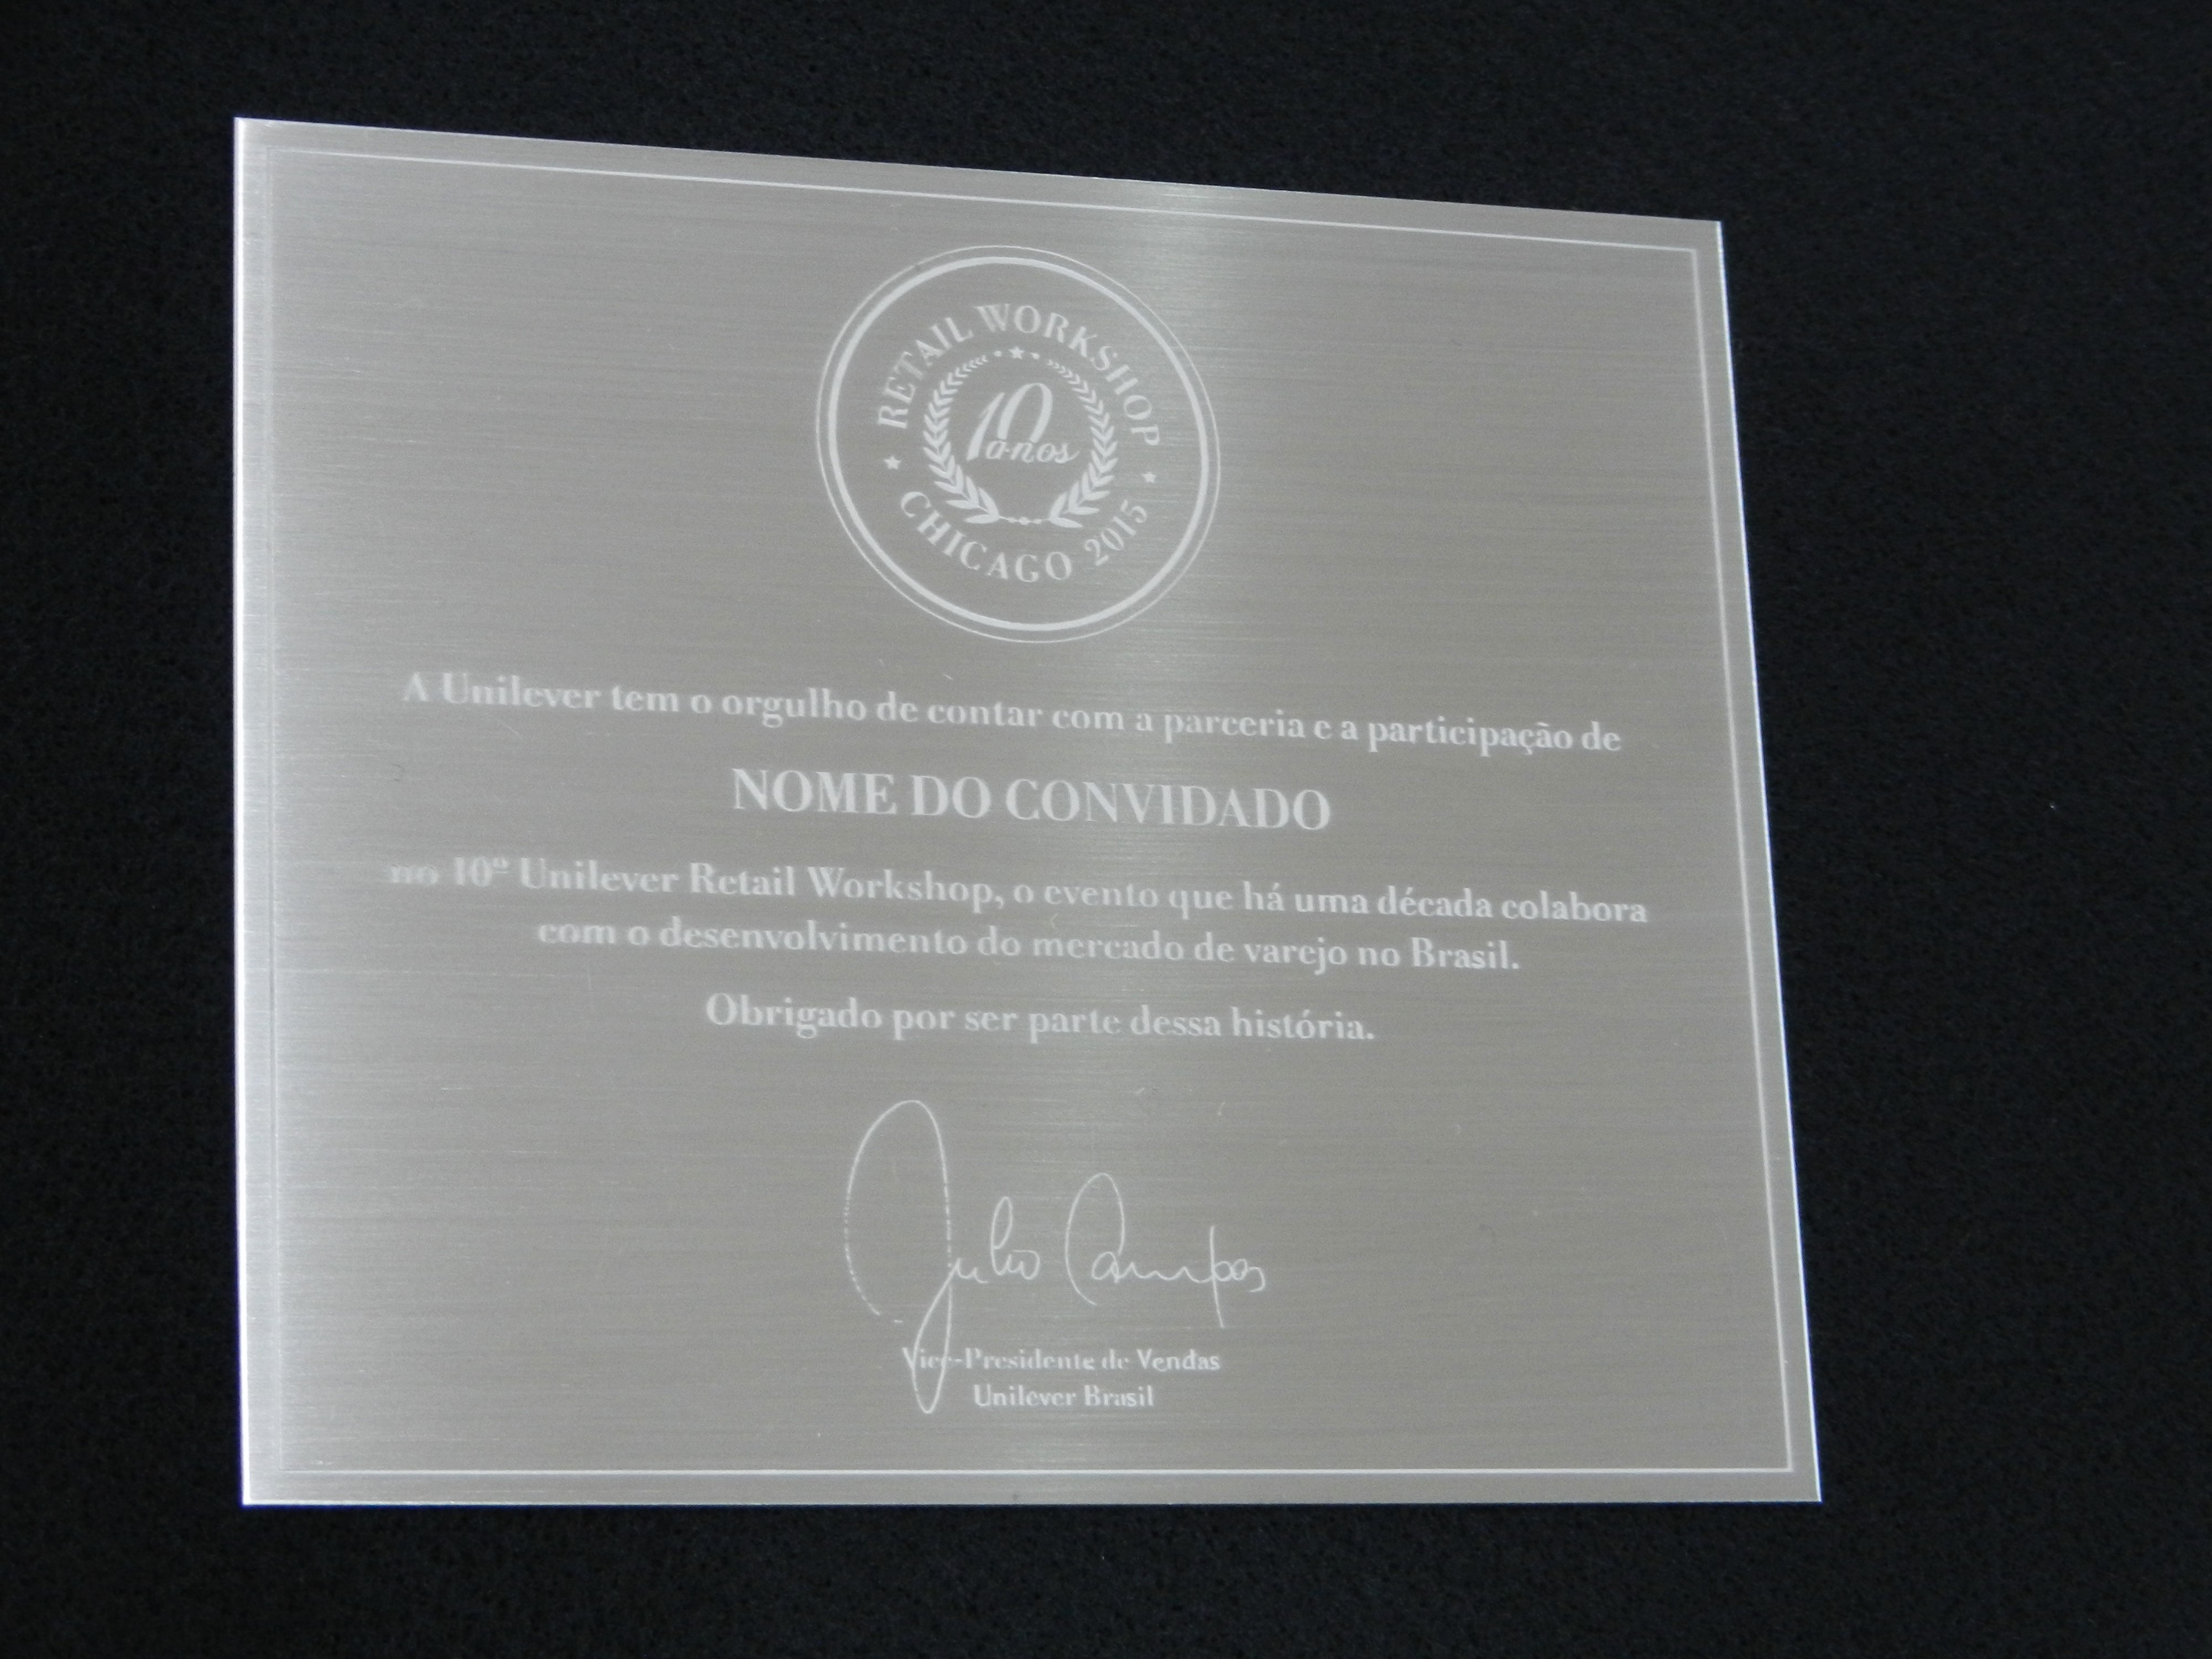 RETAIL WORKSHOP
10
anos
CHICAGO 2015
A Unilever tem o orgulho de contar com a parceria e a participação de
NOME DO CONVIDADO
no 10º Unilever Retail Workshop, o evento que há uma década colabora
com o desenvolvimento do mercado de varejo no Brasil.
Obrigado por ser parte dessa história.
Julio Campos
Vice-Presidente de Vendas
Unilever Brasil